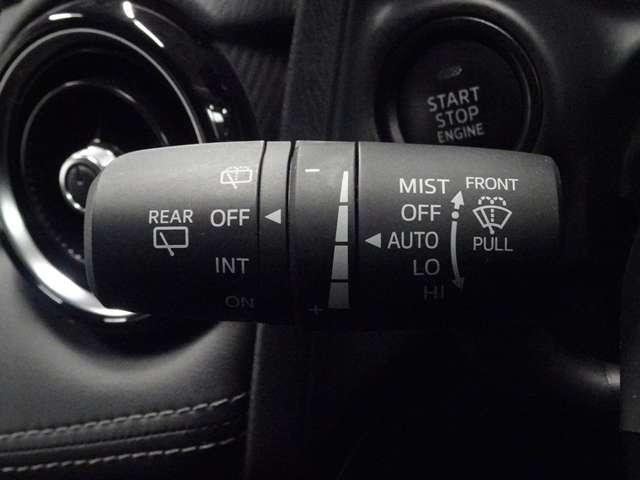 START
STOP
ENGINE
REAR
OFF
INT
ON
−
+
MIST
OFF
AUTO
LO
HI
FRONT
PULL